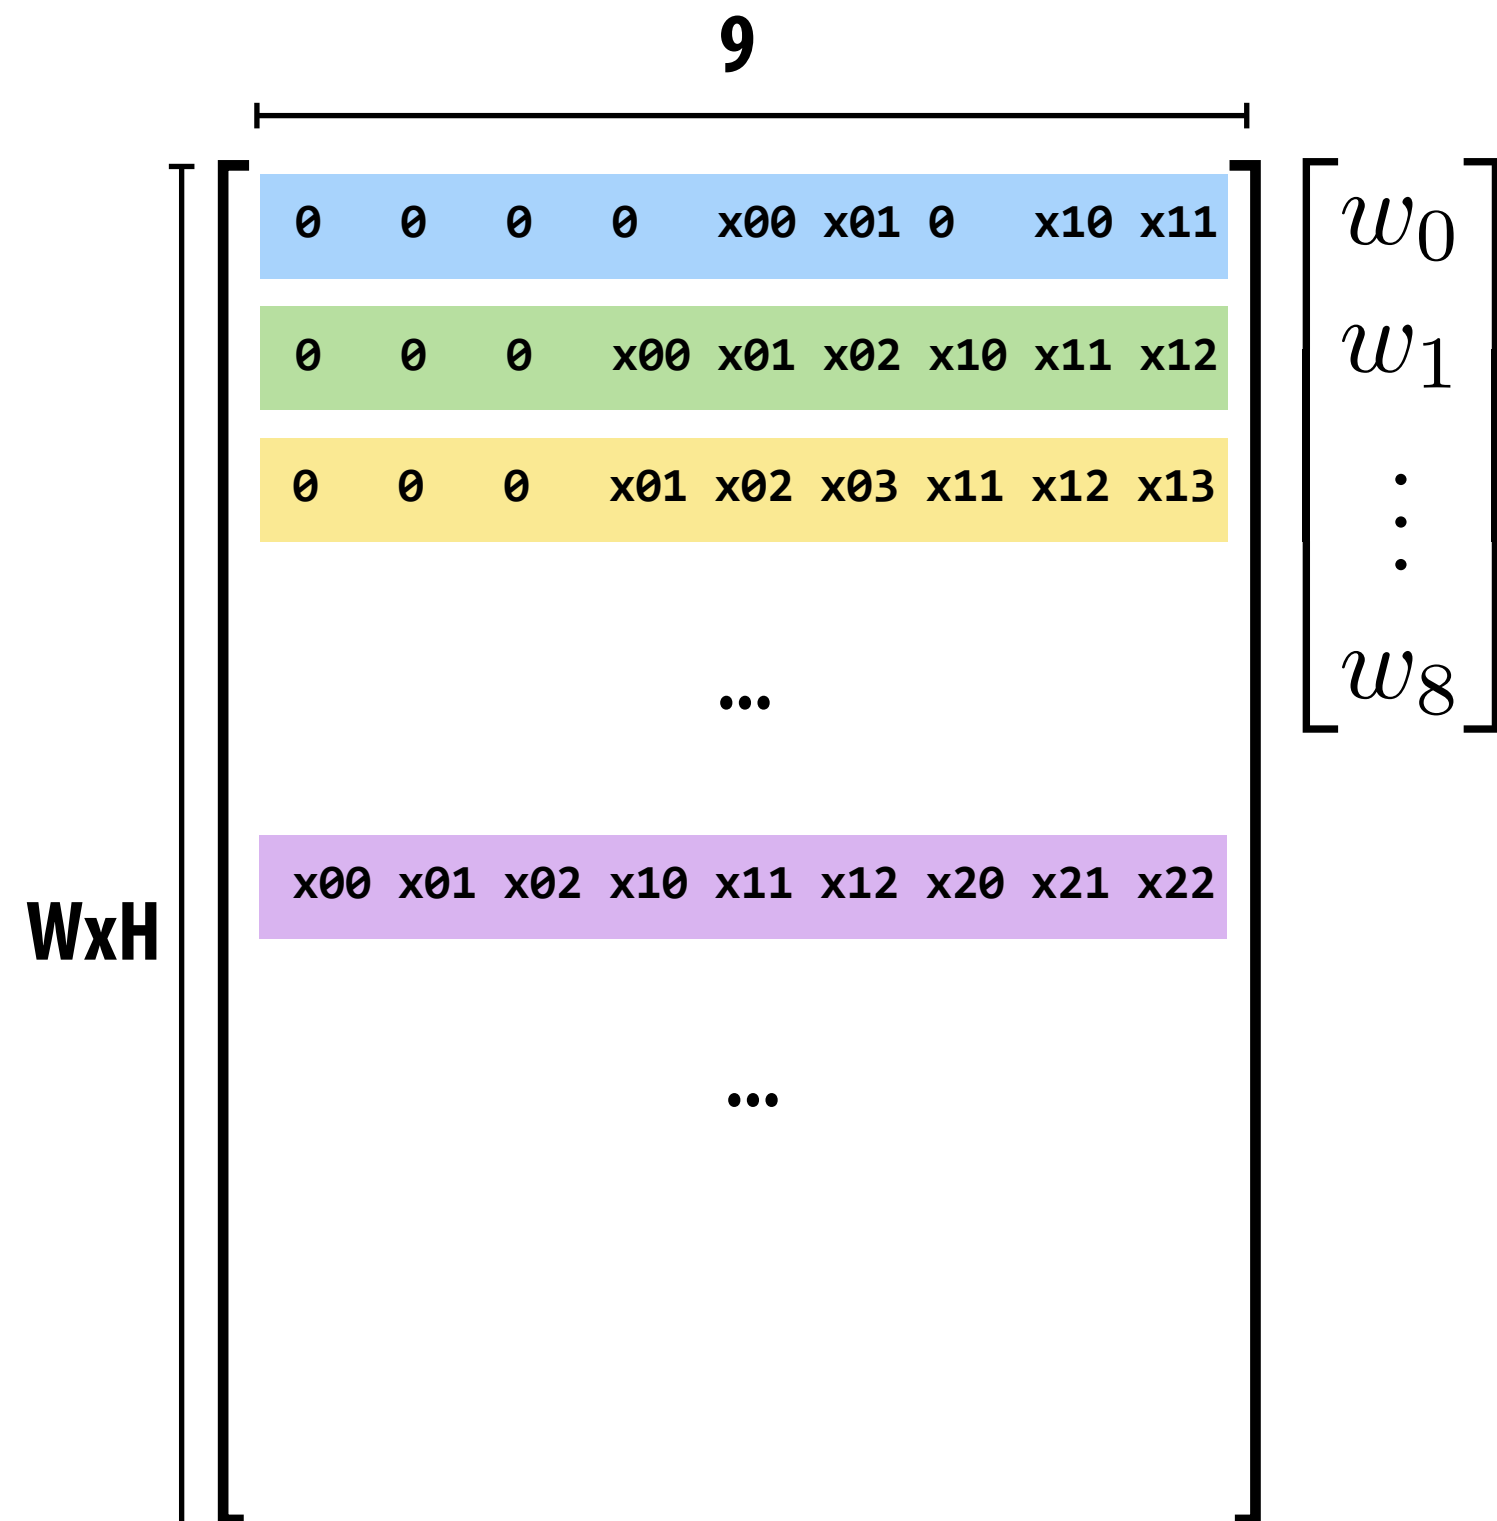 9
0 0 0 0 x00 x01 0 x10 x11
0 0 0 x00 x01 x02 x10 x11 x12
0 0 0 x01 x02 x03 x11 x12 x13
...
x00 x01 x02 x10 x11 x12 x20 x21 x22
...
WxH
w₀
w₁
⋮
w₈